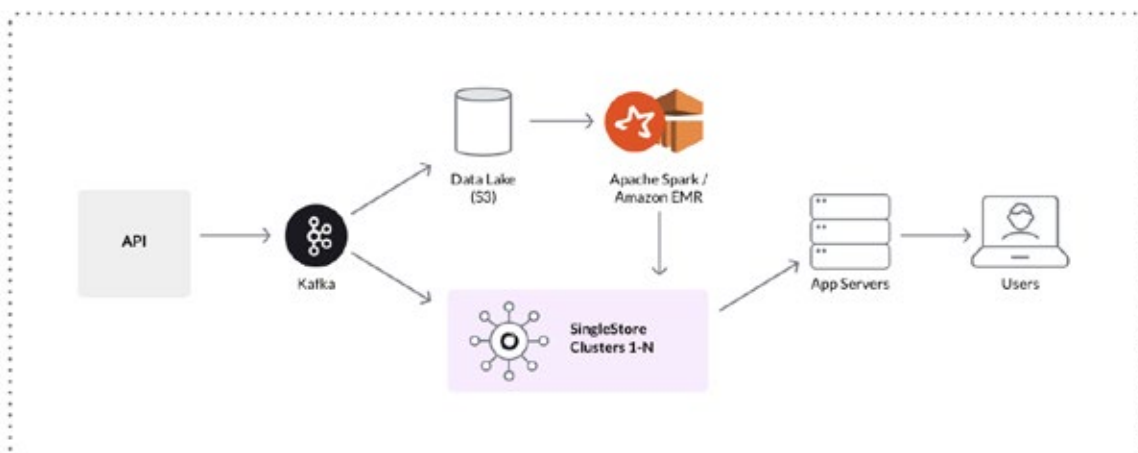 API
Kafka
Data Lake
(S3)
Apache Spark /
Amazon EMR
SingleStore
Clusters 1-N
App Servers
Users